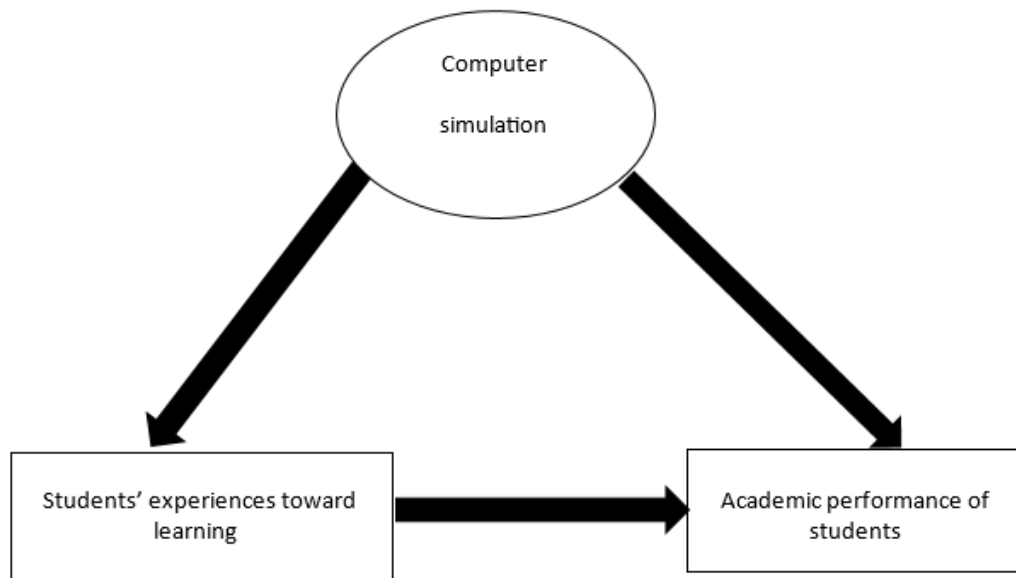 Computer
simulation
Students’ experiences toward
learning
Academic performance of
students